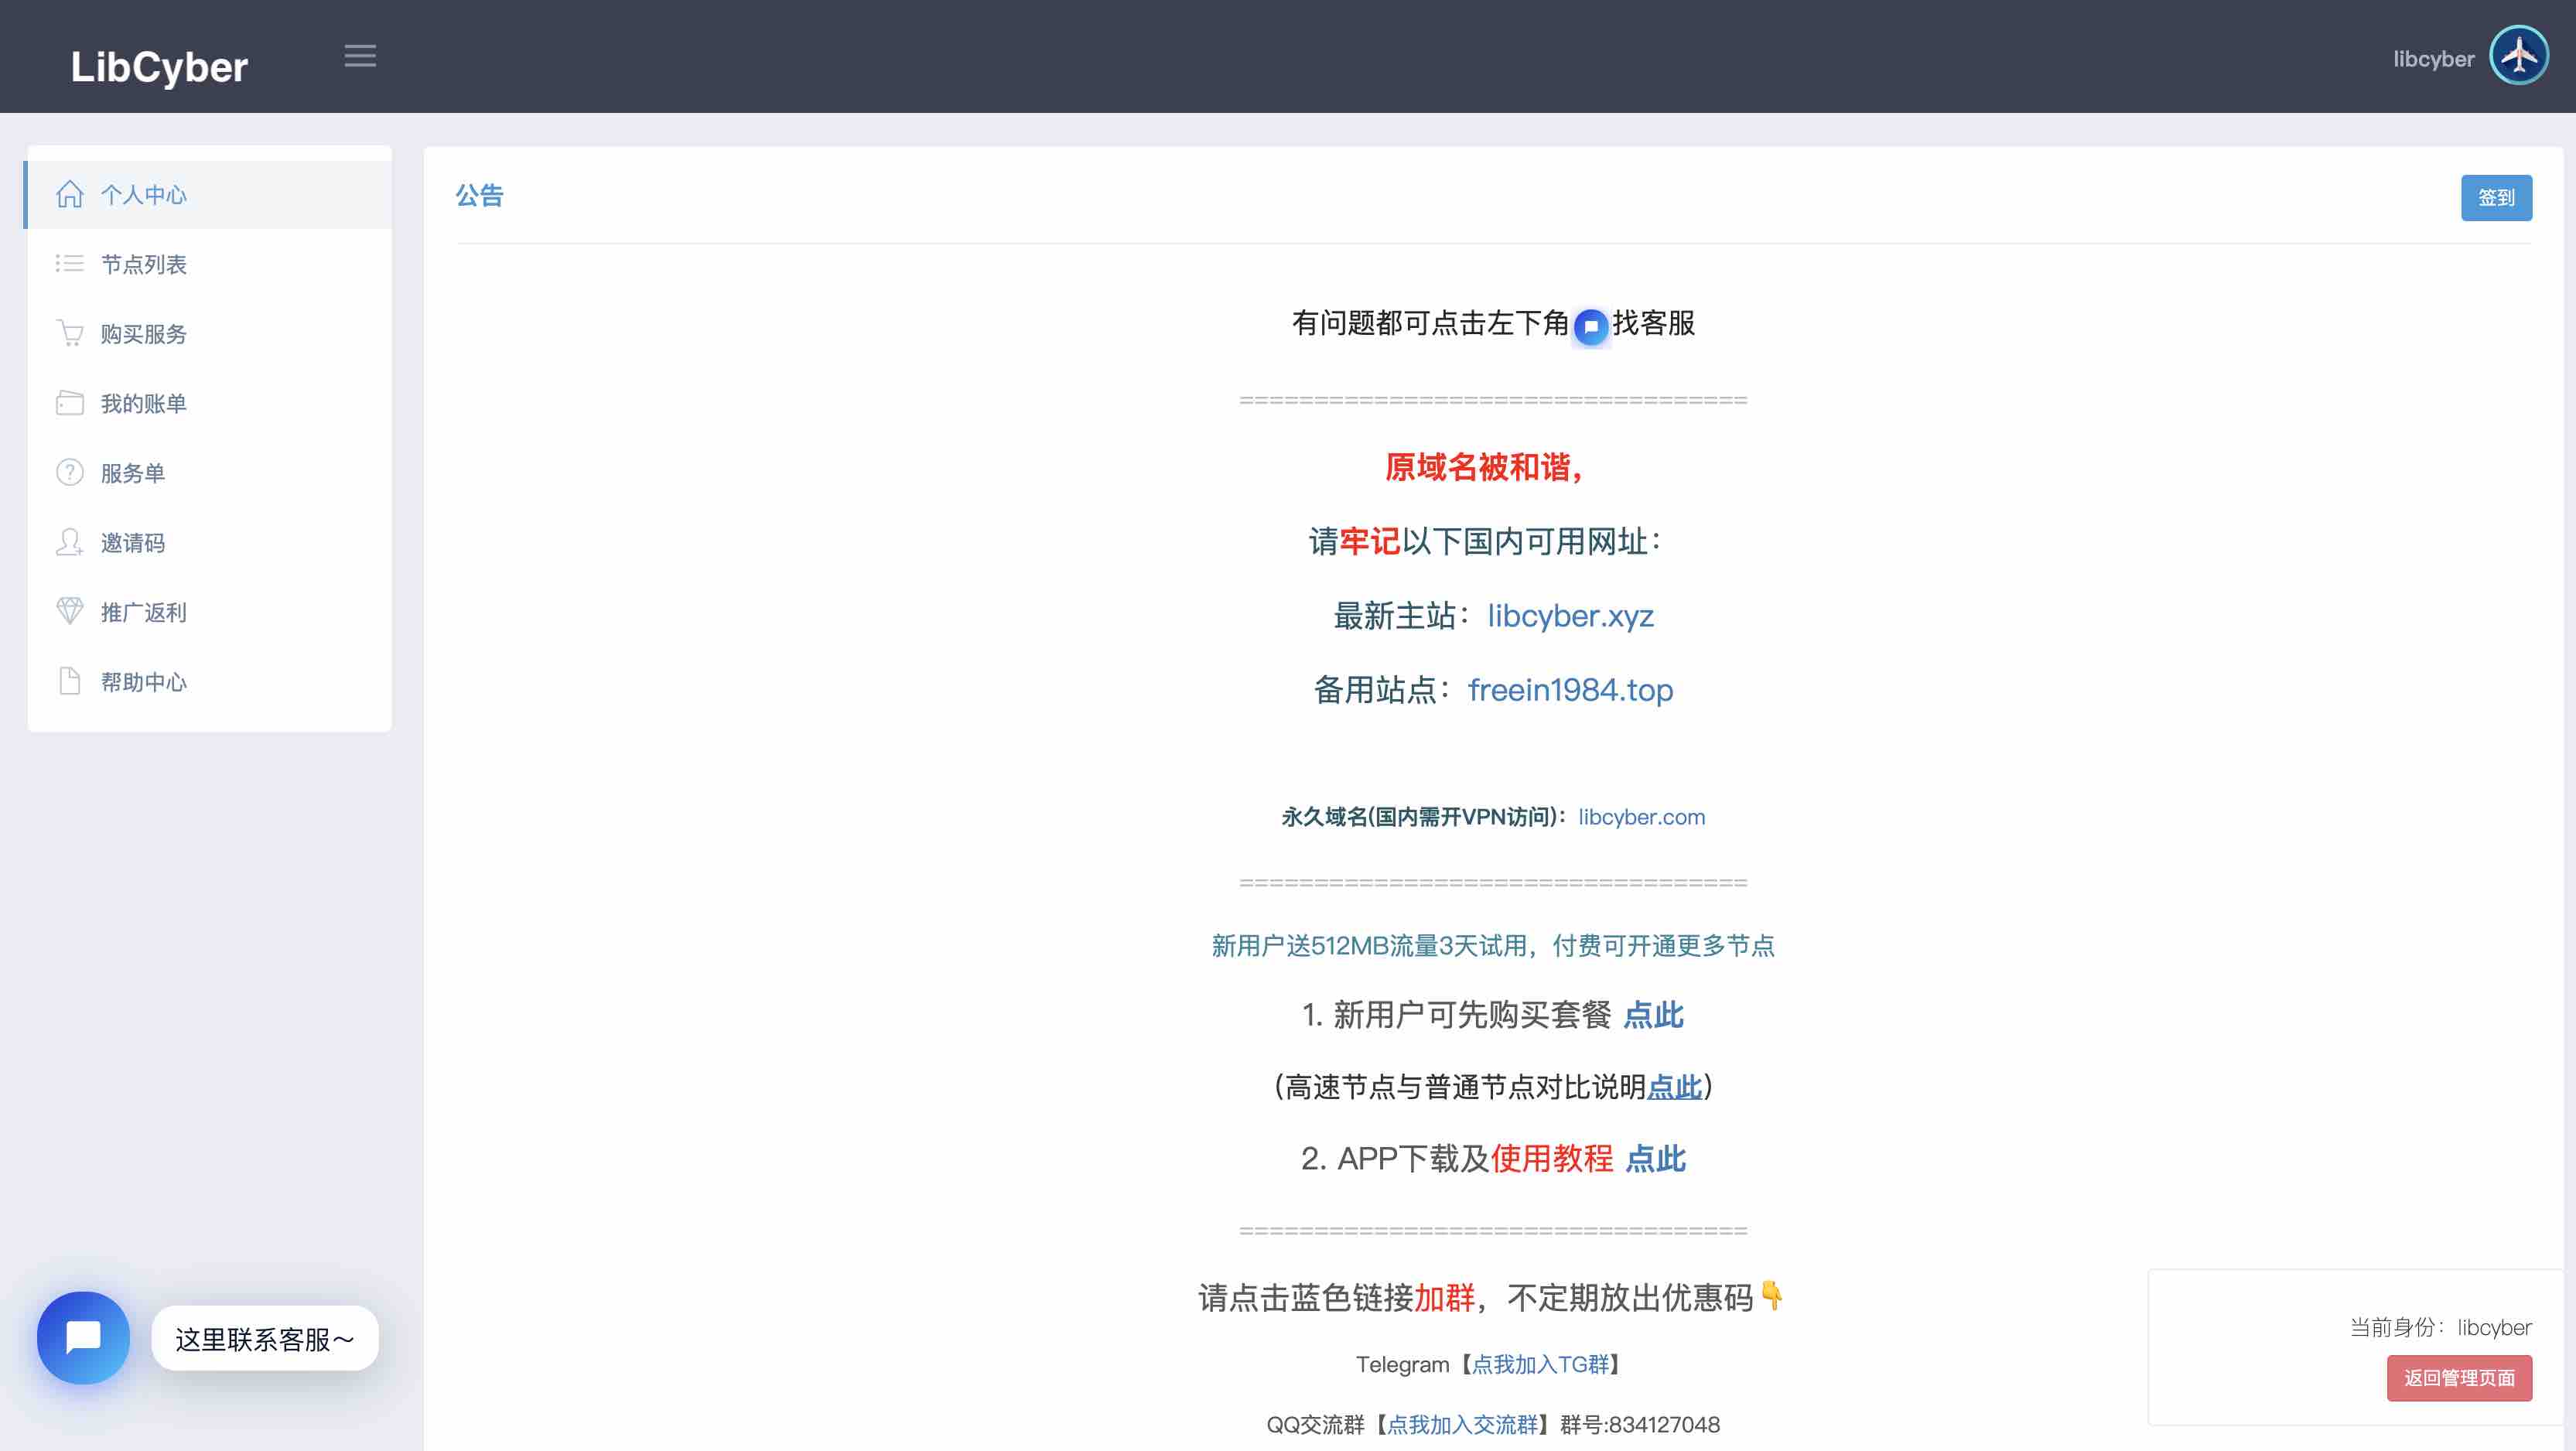 LibCyber
libcyber
个人中心
节点列表
购买服务
我的账单
服务单
邀请码
推广返利
帮助中心
公告
签到
有问题都可点击左下角找客服
==================================
原域名被和谐，
请牢记以下国内可用网址：
最新主站：libcyber.xyz
备用站点：freein1984.top
永久域名(国内需开VPN访问)：libcyber.com
==================================
新用户送512MB流量3天试用，付费可开通更多节点
1. 新用户可先购买套餐 点此
（高速节点与普通节点对比说明点此）
2. APP下载及使用教程 点此
==================================
请点击蓝色链接加群，不定期放出优惠码👇
Telegram【点我加入TG群】
QQ交流群【点我加入交流群】群号:834127048
这里联系客服～
当前身份：libcyber
返回管理页面